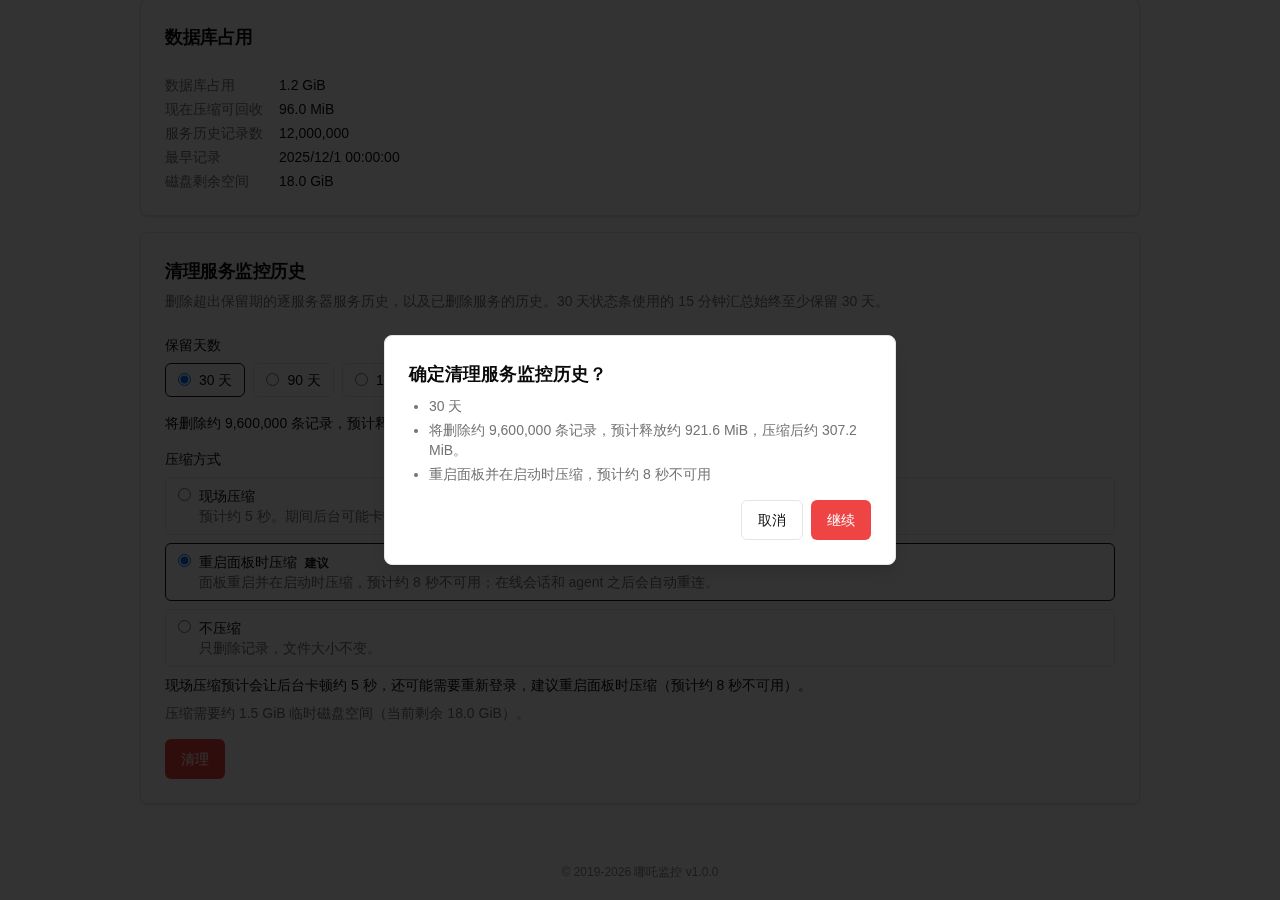 数据库占用
数据库占用 1.2 GiB
现在压缩可回收 96.0 MiB
服务历史记录数 12,000,000
最早记录 2025/12/1 00:00:00
磁盘剩余空间 18.0 GiB
清理服务监控历史
删除超出保留期的逐服务器服务历史，以及已删除服务的历史。30 天状态条使用的 15 分钟汇总始终至少保留 30 天。
保留天数
30 天 90 天 1
将删除约 9,600,000 条记录，预计释
压缩方式
现场压缩
预计约 5 秒。期间后台可能卡
确定清理服务监控历史？
30 天
将删除约 9,600,000 条记录，预计释放约 921.6 MiB，压缩后约 307.2
MiB。
重启面板并在启动时压缩，预计约 8 秒不可用
取消 继续
重启面板时压缩 建议
面板重启并在启动时压缩，预计约 8 秒不可用；在线会话和 agent 之后会自动重连。
不压缩
只删除记录，文件大小不变。
现场压缩预计会让后台卡顿约 5 秒，还可能需要重新登录，建议重启面板时压缩（预计约 8 秒不可用）。
压缩需要约 1.5 GiB 临时磁盘空间（当前剩余 18.0 GiB）。
清理
© 2019-2026 哪吒监控 v1.0.0